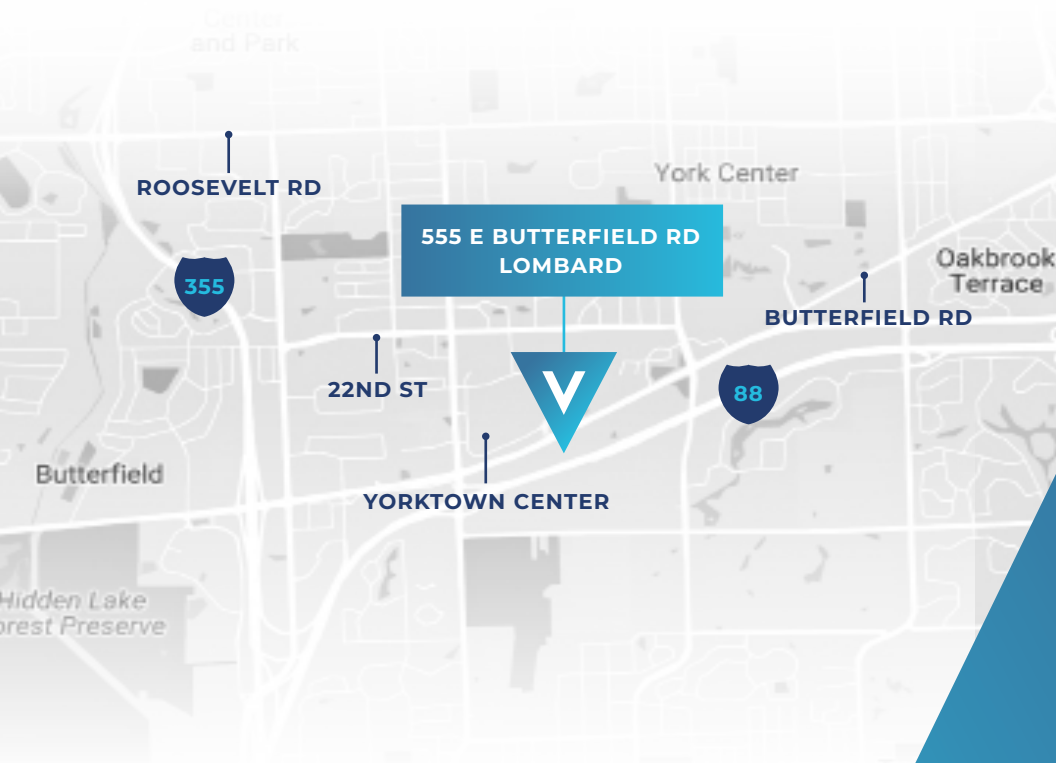 Center
and Park
York Center
ROOSEVELT RD
555 E BUTTERFIELD RD
LOMBARD
Oakbrook
Terrace
355
BUTTERFIELD RD
22ND ST
V
88
Butterfield
YORKTOWN CENTER
Hidden Lake
orest Preserve